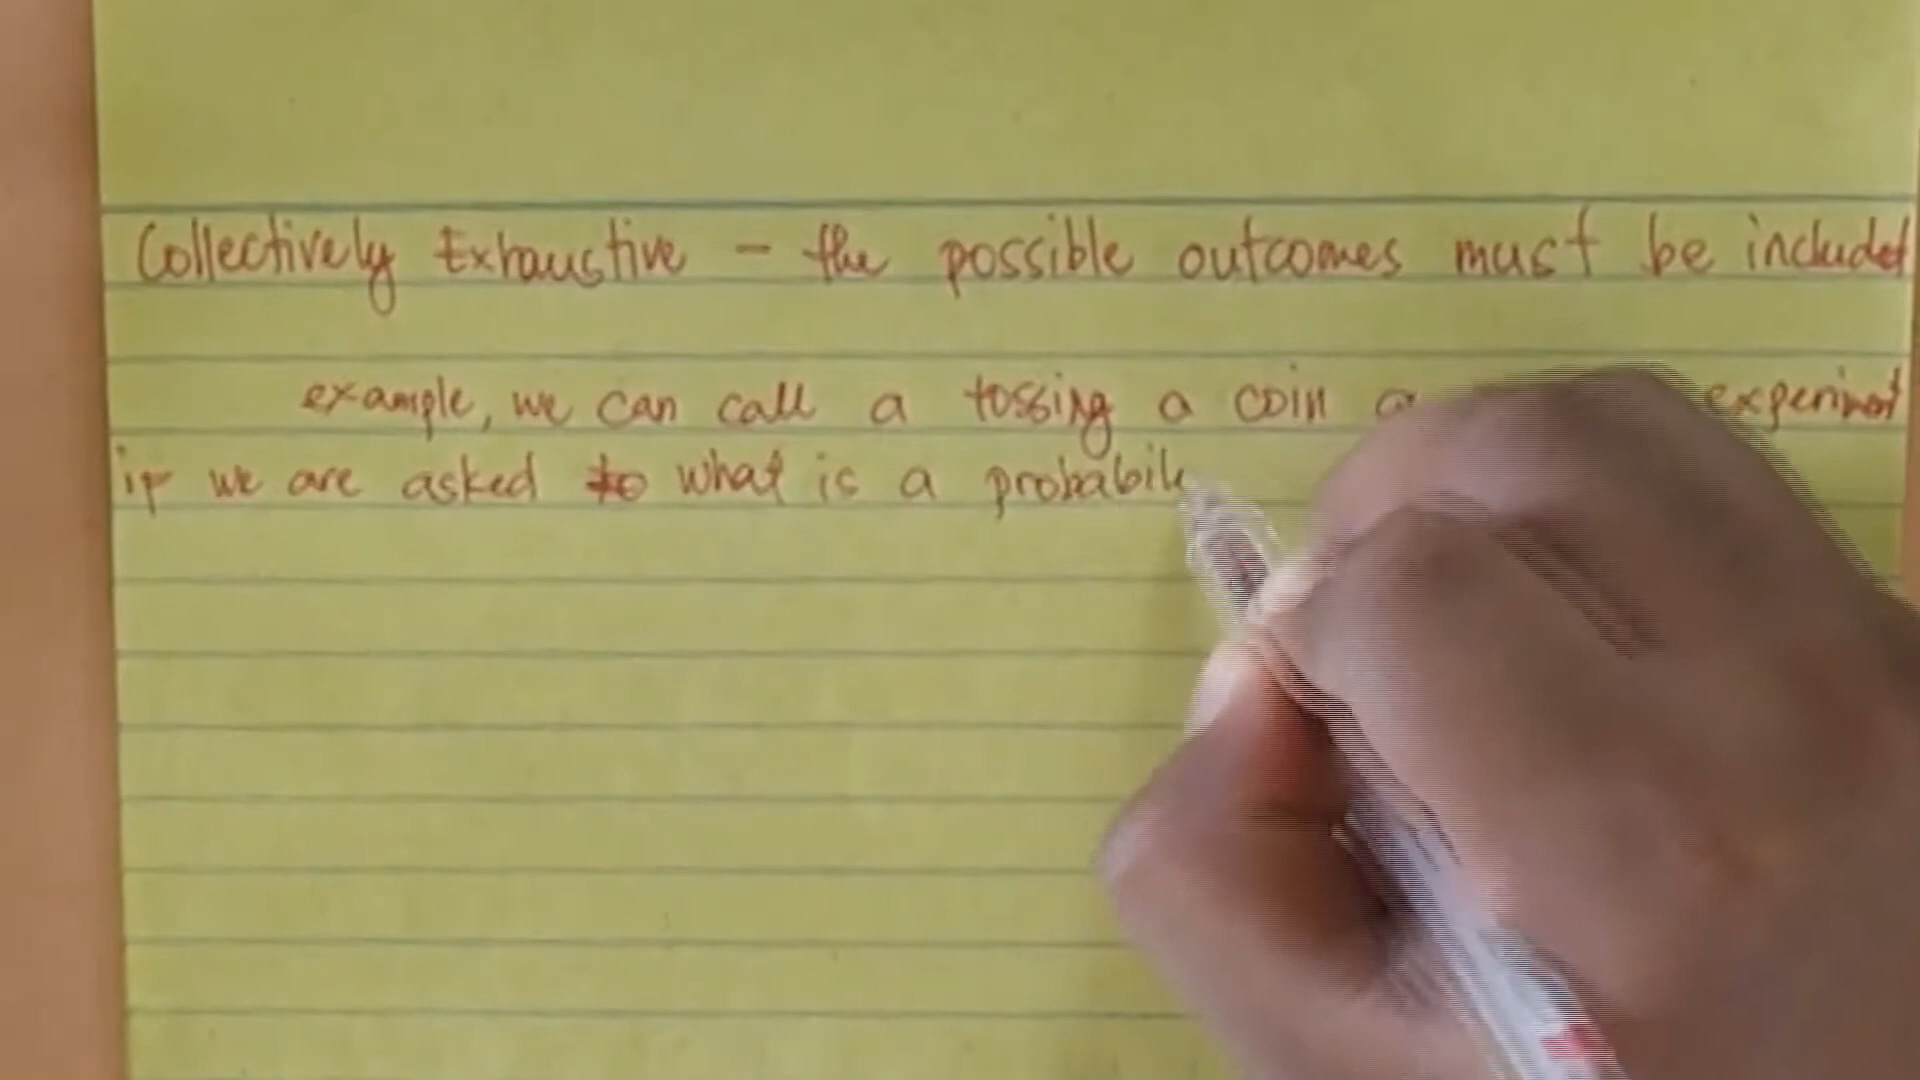 Collectively Exhaustive - the possible outcomes must be included
example, we can call a tossing a coin a experiment
if we are asked to what is a probabili